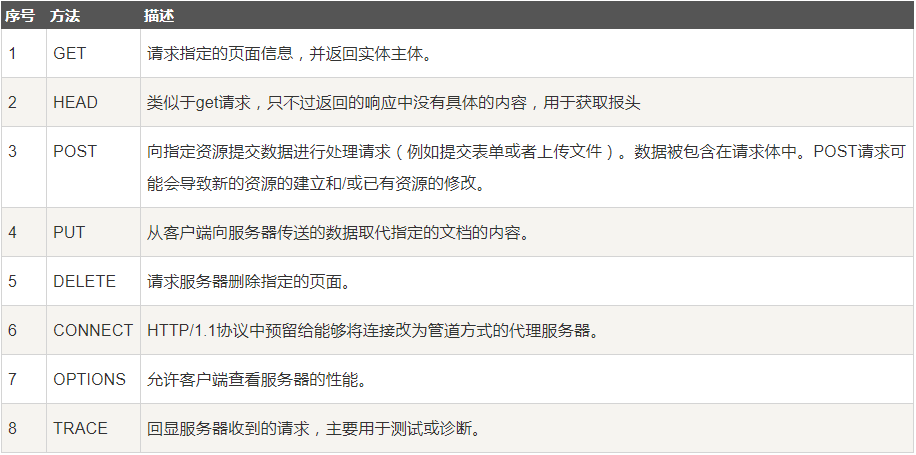 序号 方法 描述
1 GET 请求指定的页面信息，并返回实体主体。
2 HEAD 类似于get请求，只不过返回的响应中没有具体的内容，用于获取报头
3 POST 向指定资源提交数据进行处理请求（例如提交表单或者上传文件）。数据被包含在请求体中。POST请求可
能会导致新的资源的建立和/或已有资源的修改。
4 PUT 从客户端向服务器传送的数据取代指定的文档的内容。
5 DELETE 请求服务器删除指定的页面。
6 CONNECT HTTP/1.1协议中预留给能够将连接改为管道方式的代理服务器。
7 OPTIONS 允许客户端查看服务器的性能。
8 TRACE 回显服务器收到的请求，主要用于测试或诊断。